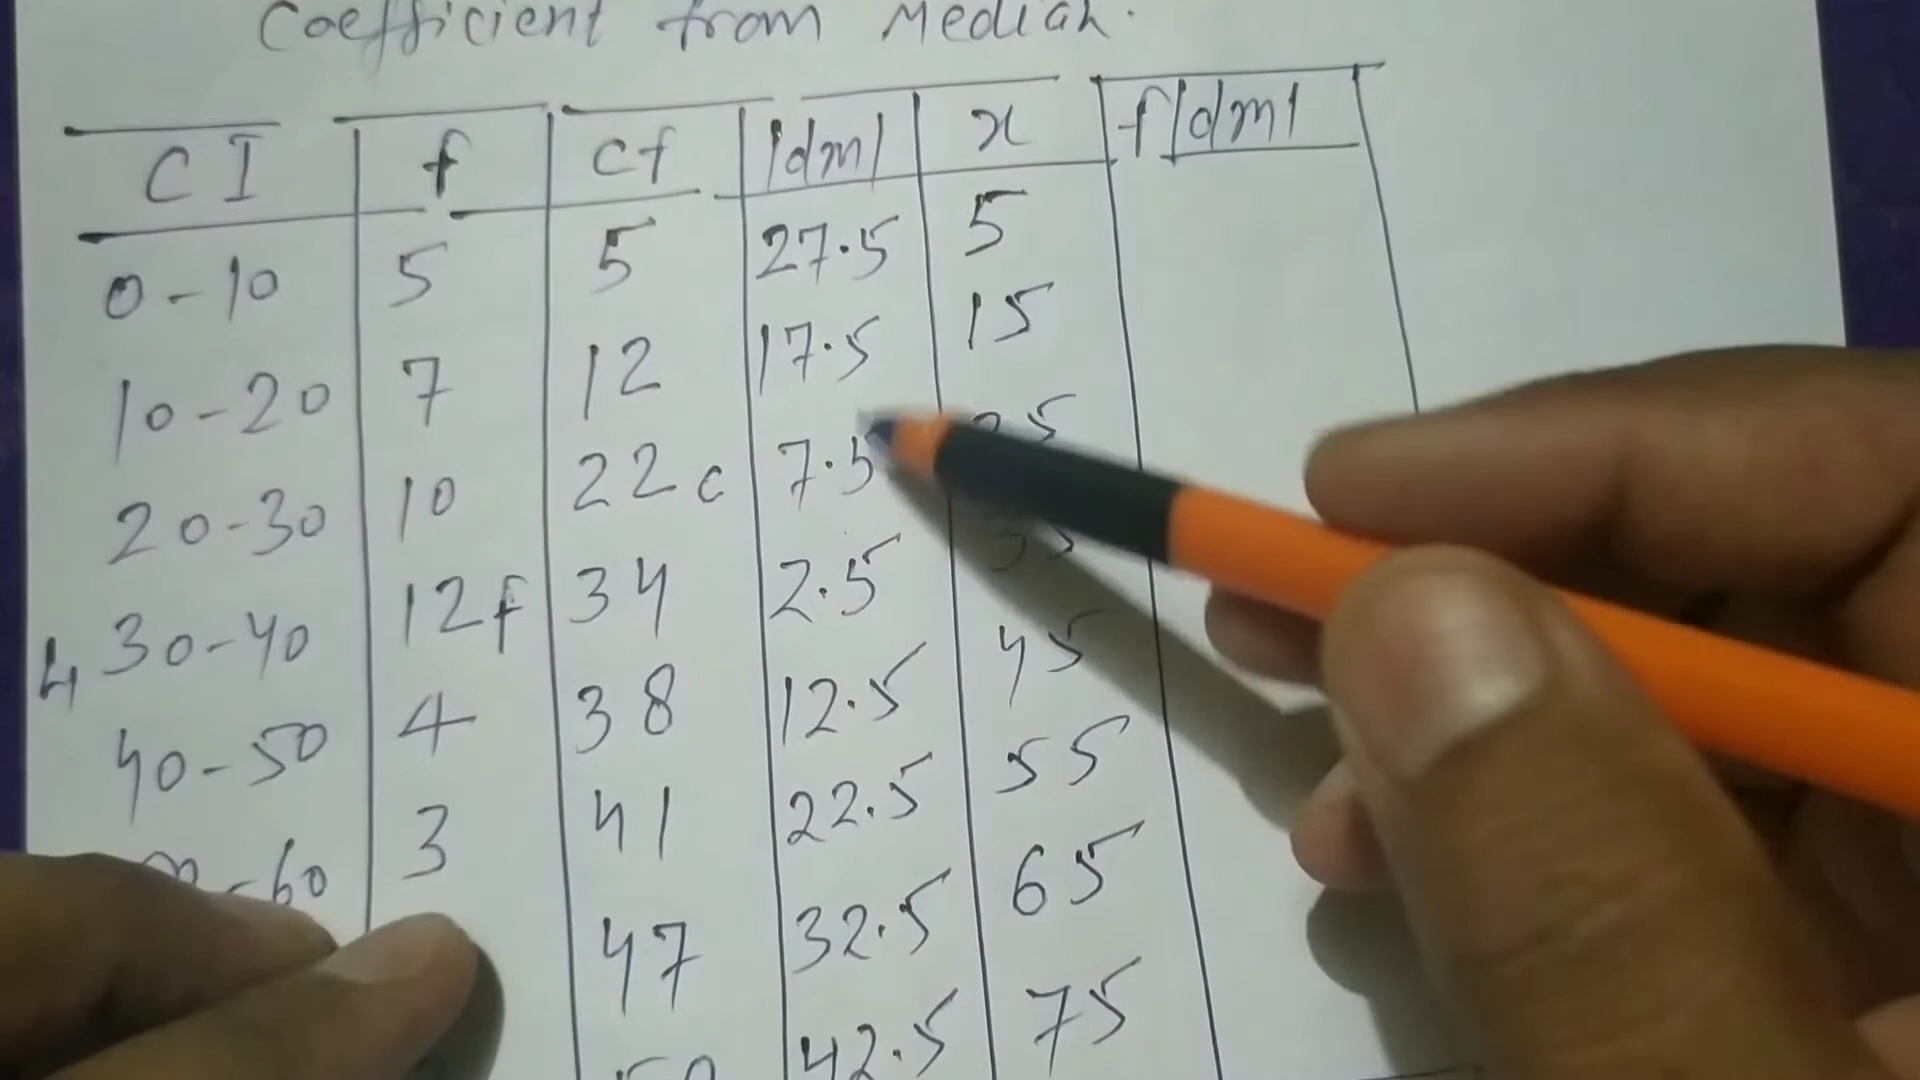 Coefficient from Median.
CI f cf |dm| x f|dm|
0-10 5 5 27.5 5
10-20 7 12 17.5 15
20-30 10 22 c 7.5 25
L 30-40 12 f 34 2.5
40-50 4 38 12.5 45
-60 3 41 22.5 55
47 32.5 65
42.5 75